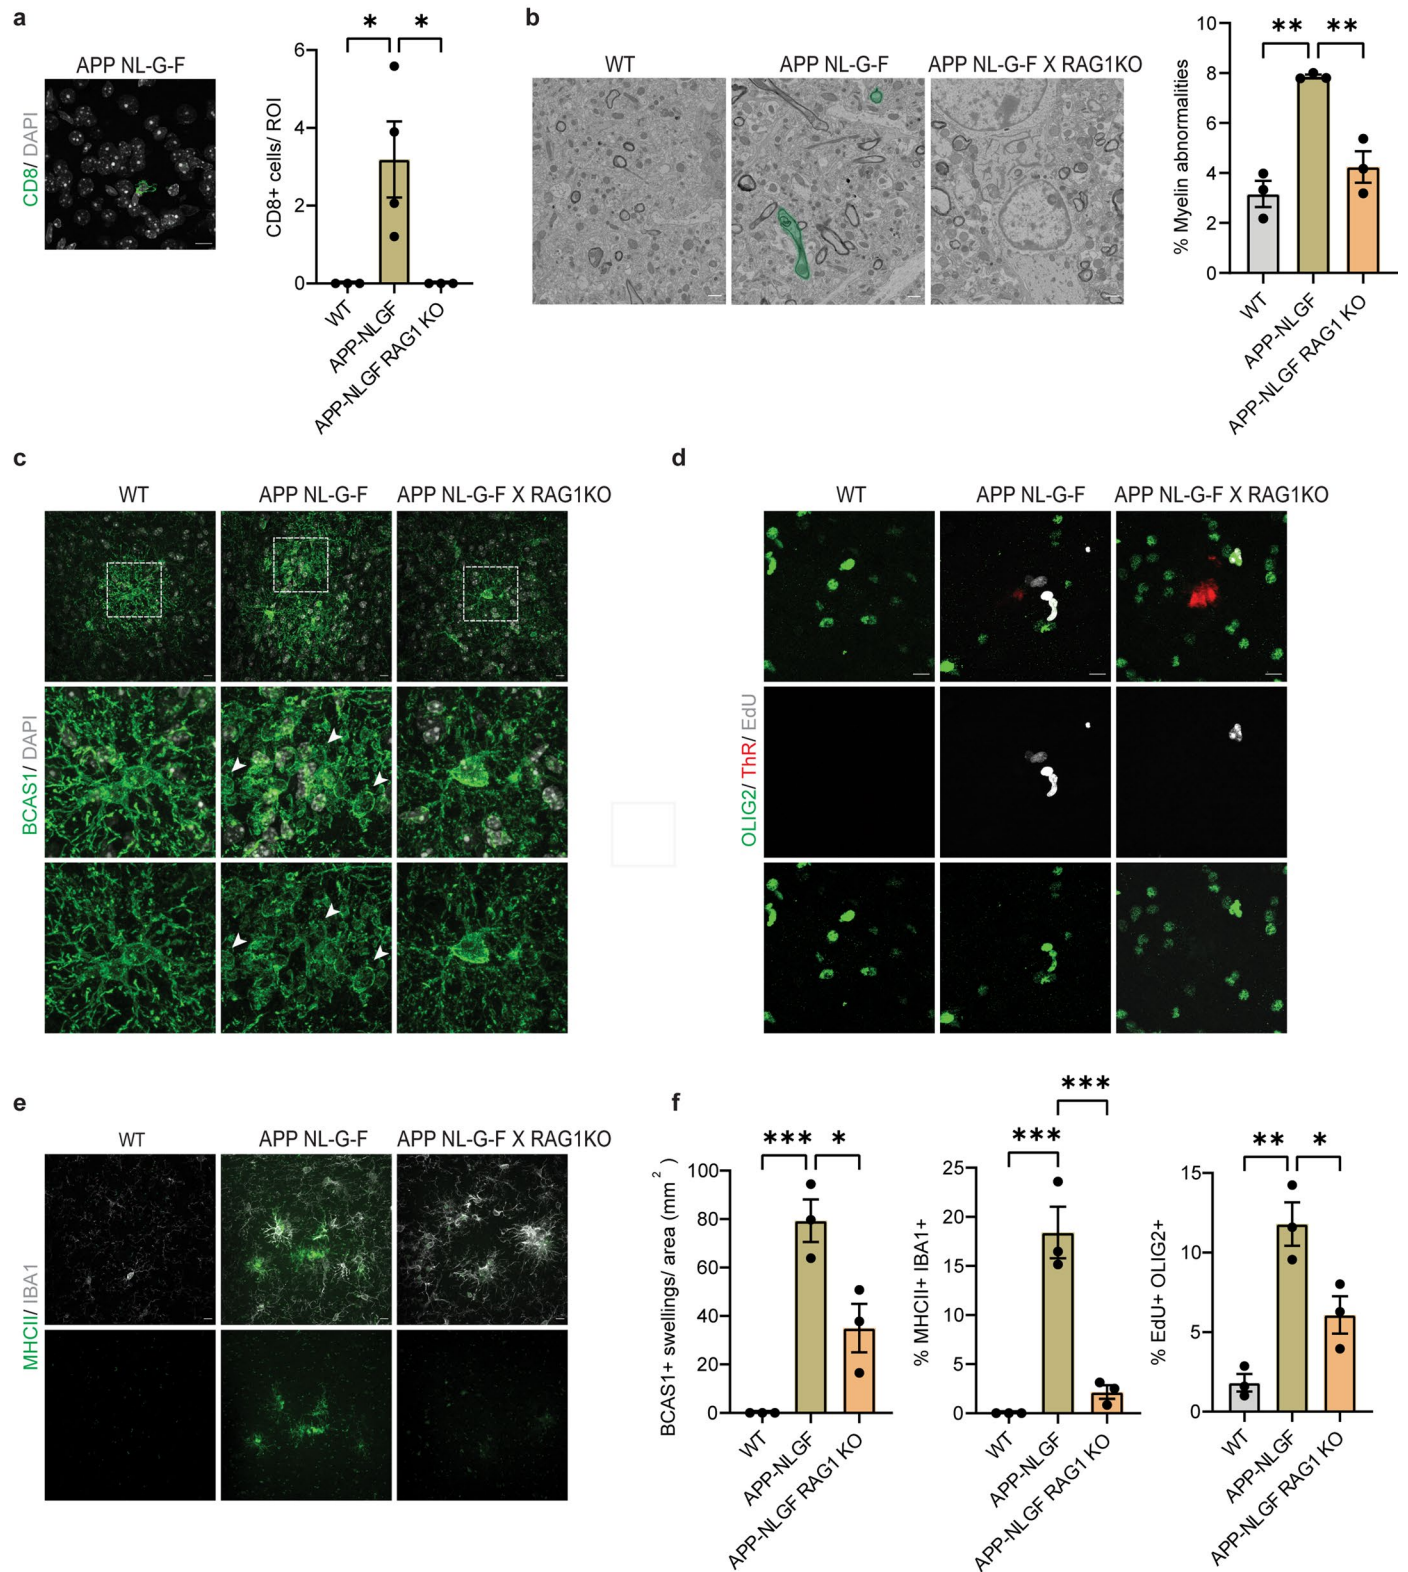 a
APP NL-G-F
CD8/ DAPI
CD8+ cells/ ROI
6
4
2
0
* *
WT
APP-NLGF
APP-NLGF RAG1 KO
b
WT
APP NL-G-F
APP NL-G-F X RAG1KO
% Myelin abnormalities
10
8
6
4
2
0
** **
WT
APP-NLGF
APP-NLGF RAG1 KO
c
WT
APP NL-G-F
APP NL-G-F X RAG1KO
BCAS1/ DAPI
d
WT
APP NL-G-F
APP NL-G-F X RAG1KO
OLIG2/ ThR/ EdU
e
WT
APP NL-G-F
APP NL-G-F X RAG1KO
MHCII/ IBA1
f
BCAS1+ swellings/ area (mm²)
100
80
60
40
20
0
*** *
WT
APP-NLGF
APP-NLGF RAG1 KO
% MHCII+ IBA1+
25
20
15
10
5
0
*** ***
WT
APP-NLGF
APP-NLGF RAG1 KO
% EdU+ OLIG2+
15
10
5
0
** *
WT
APP-NLGF
APP-NLGF RAG1 KO